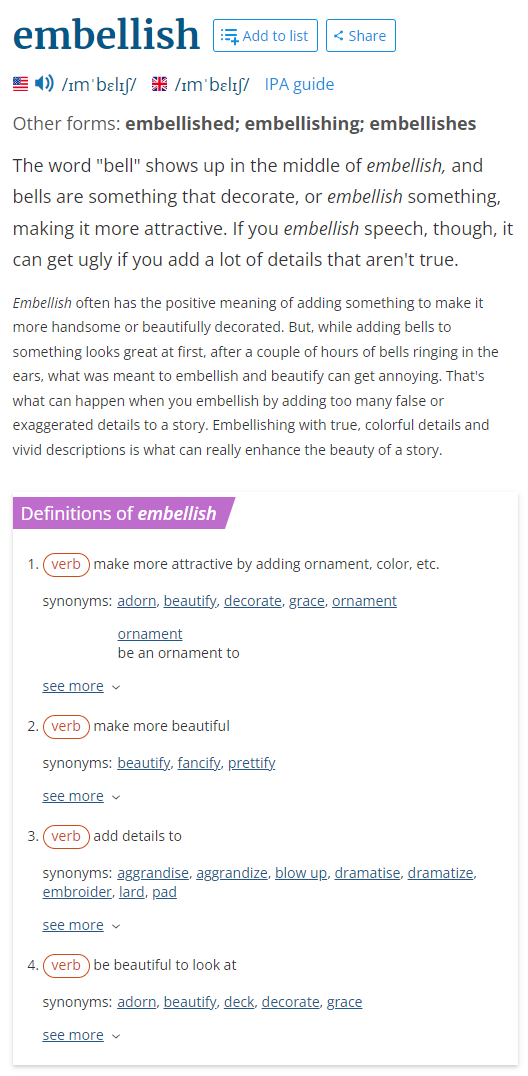 embellish Add to list Share
/ɪmˈbɛlɪʃ/ /ɪmˈbɛlɪʃ/ IPA guide
Other forms: embellished; embellishing; embellishes
The word "bell" shows up in the middle of embellish, and
bells are something that decorate, or embellish something,
making it more attractive. If you embellish speech, though, it
can get ugly if you add a lot of details that aren't true.
Embellish often has the positive meaning of adding something to make it
more handsome or beautifully decorated. But, while adding bells to
something looks great at first, after a couple of hours of bells ringing in the
ears, what was meant to embellish and beautify can get annoying. That's
what can happen when you embellish by adding too many false or
exaggerated details to a story. Embellishing with true, colorful details and
vivid descriptions is what can really enhance the beauty of a story.
Definitions of embellish
1. verb make more attractive by adding ornament, color, etc.
synonyms: adorn, beautify, decorate, grace, ornament
ornament
be an ornament to
see more
2. verb make more beautiful
synonyms: beautify, fancify, prettify
see more
3. verb add details to
synonyms: aggrandise, aggrandize, blow up, dramatise, dramatize,
embroider, lard, pad
see more
4. verb be beautiful to look at
synonyms: adorn, beautify, deck, decorate, grace
see more